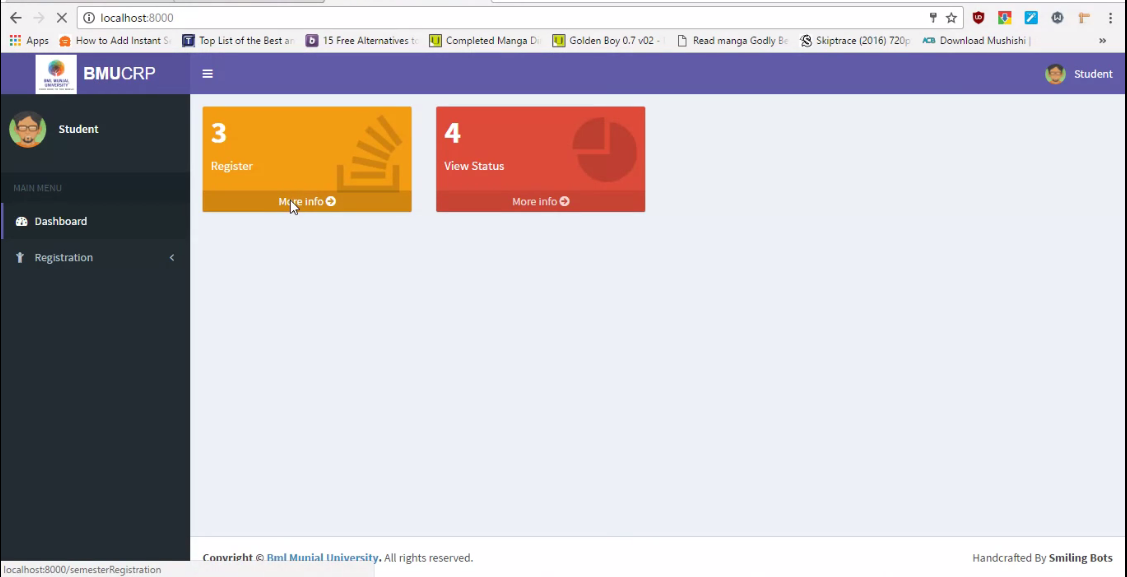 localhost:8000
Apps How to Add Instant S Top List of the Best an 15 Free Alternatives to Completed Manga D Golden Boy 0.7 v02 - Read manga Godly Be Skiptrace (2016) 720p ACB Download Mushishi »
BML MUNJAL
UNIVERSITY
BMUCRP
Student
Student
MAIN MENU
Dashboard
Registration
3
Register
More info
4
View Status
More info
Copyright © Bml Munjal University. All rights reserved.
Handcrafted By Smiling Bots
localhost:8000/semesterRegistration